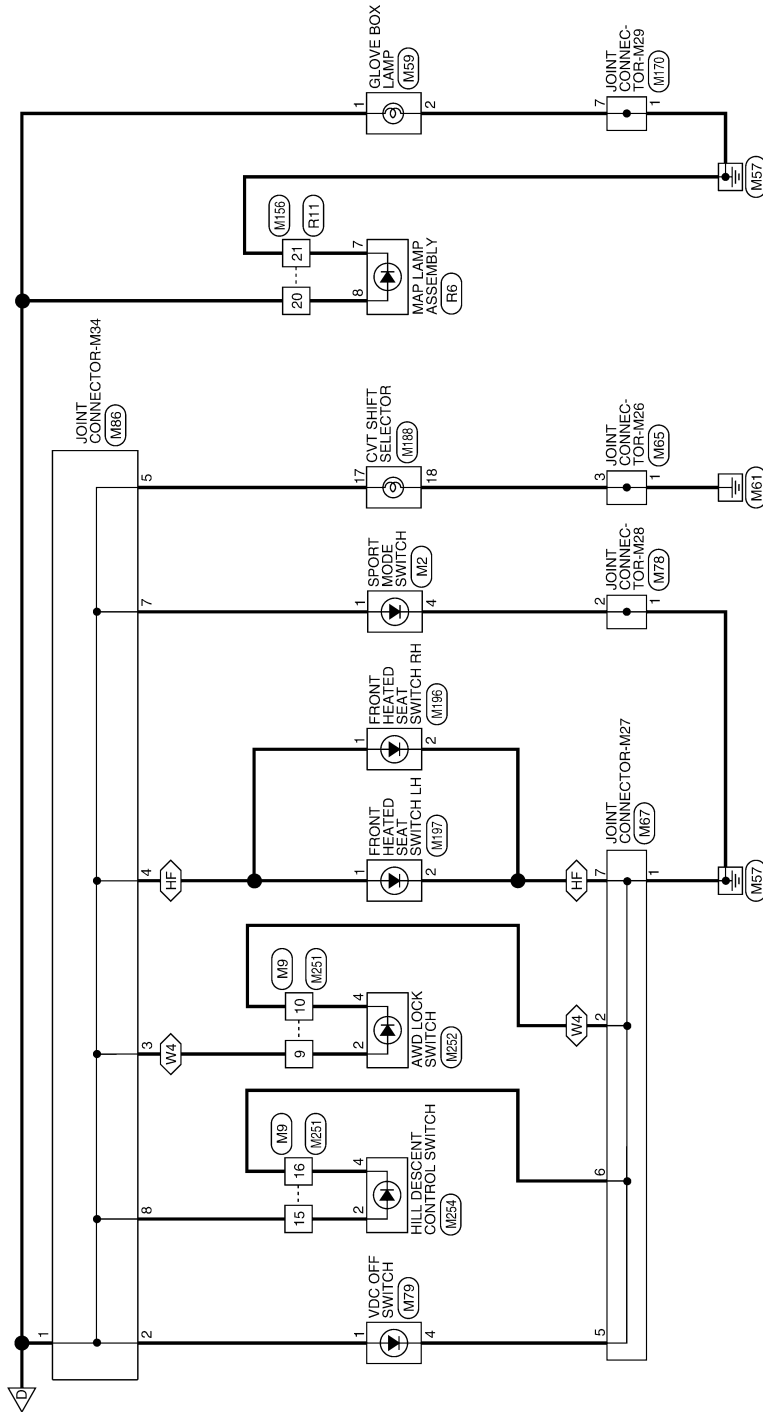 D
1
JOINT
CONNECTOR-M34
M86
2
8
3
4
7
5
W4
HF
15
16
M9
M251
9
10
M9
M251
20
21
M156
R11
1
VDC OFF
SWITCH
M79
4
2
4
HILL DESCENT
CONTROL SWITCH
M254
2
4
AWD LOCK
SWITCH
M252
1
FRONT
HEATED
SEAT
SWITCH LH
M197
2
1
FRONT
HEATED
SEAT
SWITCH RH
M196
2
1
SPORT
MODE
SWITCH
M2
4
17
CVT SHIFT
SELECTOR
M188
18
8
7
MAP LAMP
ASSEMBLY
R6
1
GLOVE BOX
LAMP
M59
2
W4
HF
5
6
2
7
JOINT
CONNECTOR-M27
M67
1
M57
2
JOINT
CONNEC-
TOR-M28
M78
1
3
JOINT
CONNEC-
TOR-M26
M65
1
M61
7
JOINT
CONNEC-
TOR-M29
M170
1
M57